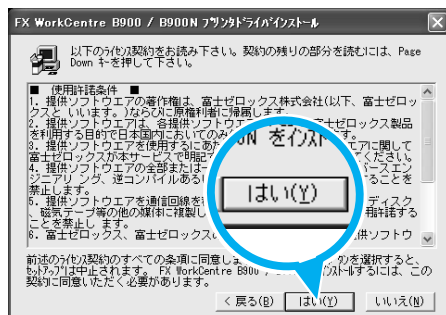 FX WorkCentre B900 / B900N プリンタドライバインストール
以下のライセンス契約をお読み下さい。契約の残りの部分を読むには、Page
Down キーを押して下さい。
■ 使用許諾条件 ■
1. 提供ソフトウエアの著作権は、富士ゼロックス株式会社(以下、富士ゼロッ
クスと いいます。)ならびに原権利者に帰属し
2. 提供ソフトウエアは、各提供ソフトウエ 士ゼロックス製品
を利用する目的で日本国内においてのみ
3. 提供ソフトウエアを使用するにあた エアに関して
富士ゼロックスが本サービスで明記 ください。
4. 提供ソフトウエアの全部または一 バースエン
ジニアリ ング、逆コンパイルある ることを
禁止します。
5. 提供ソフトウエアを通信回線を ディスク
、磁気テープ等の他の媒体に複製し 用許諾する
ことを禁止し ます。
6. 富士ゼロックス、富士ゼロックス 供ソフトウ
ON をインスト
はい(Y)
前述のライセンス契約のすべての条項に同意し を選択すると、
セットアップは中止されます。 FX WorkCentre B900 / ンストールするには、この
契約に同意いただく必要があります。
< 戻る(B) はい(Y) いいえ(N)